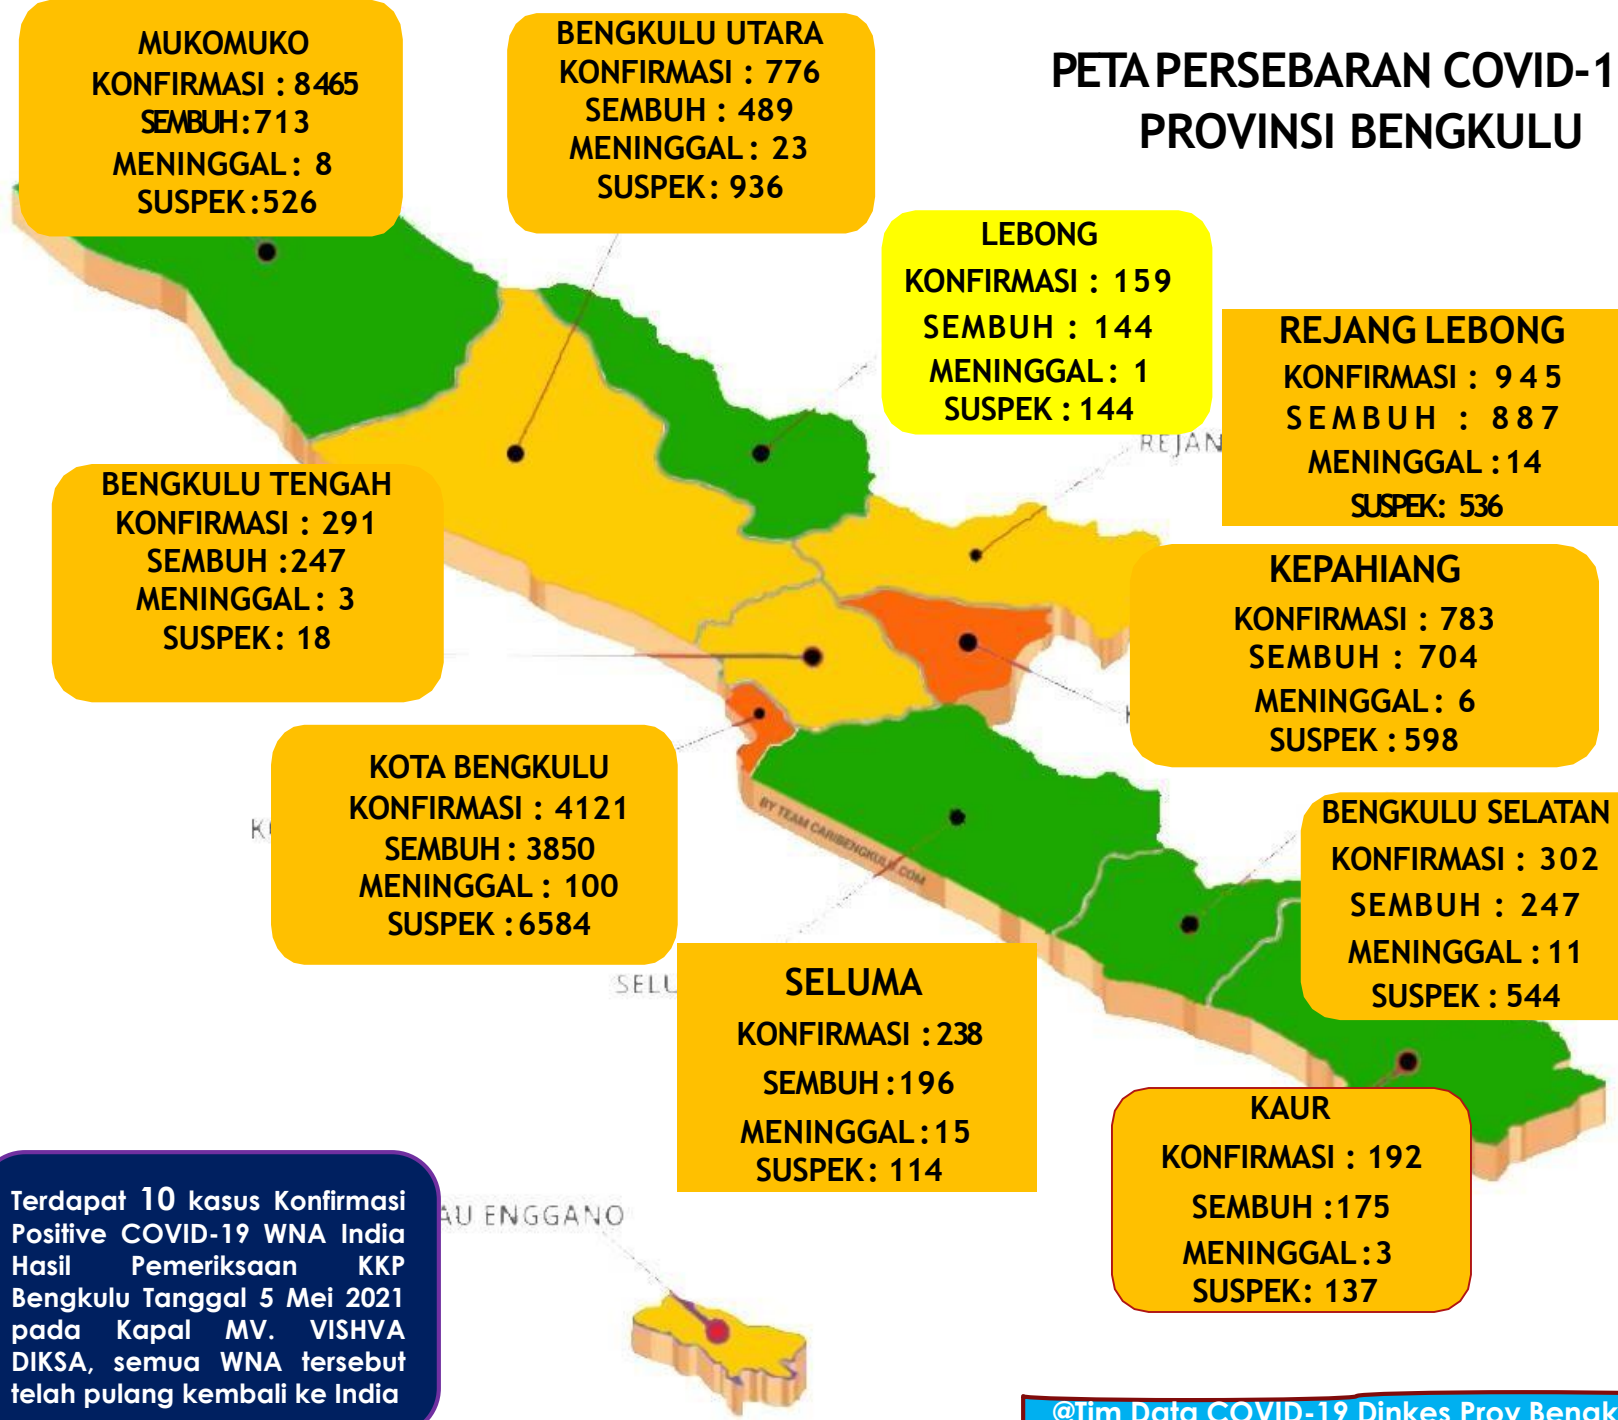 PETA PERSEBARAN COVID-1
PROVINSI BENGKULU
MUKOMUKO
KONFIRMASI : 8465
SEMBUH : 713
MENINGGAL : 8
SUSPEK : 526
BENGKULU UTARA
KONFIRMASI : 776
SEMBUH : 489
MENINGGAL : 23
SUSPEK : 936
LEBONG
KONFIRMASI : 159
SEMBUH : 144
MENINGGAL : 1
SUSPEK : 144
REJANG LEBONG
KONFIRMASI : 945
SEMBUH : 887
MENINGGAL : 14
SUSPEK : 536
REJAN
BENGKULU TENGAH
KONFIRMASI : 291
SEMBUH : 247
MENINGGAL : 3
SUSPEK : 18
KEPAHIANG
KONFIRMASI : 783
SEMBUH : 704
MENINGGAL : 6
SUSPEK : 598
KOTA BENGKULU
KONFIRMASI : 4121
SEMBUH : 3850
MENINGGAL : 100
SUSPEK : 6584
K
BY TEAM CARIBENGKULU.COM
BENGKULU SELATAN
KONFIRMASI : 302
SEMBUH : 247
MENINGGAL : 11
SUSPEK : 544
SELU
SELUMA
KONFIRMASI : 238
SEMBUH : 196
MENINGGAL : 15
SUSPEK : 114
KAUR
KONFIRMASI : 192
SEMBUH : 175
MENINGGAL : 3
SUSPEK : 137
AU ENGGANO
Terdapat 10 kasus Konfirmasi
Positive COVID-19 WNA India
Hasil Pemeriksaan KKP
Bengkulu Tanggal 5 Mei 2021
pada Kapal MV. VISHVA
DIKSA, semua WNA tersebut
telah pulang kembali ke India
@Tim Data COVID-19 Dinkes Prov Bengk